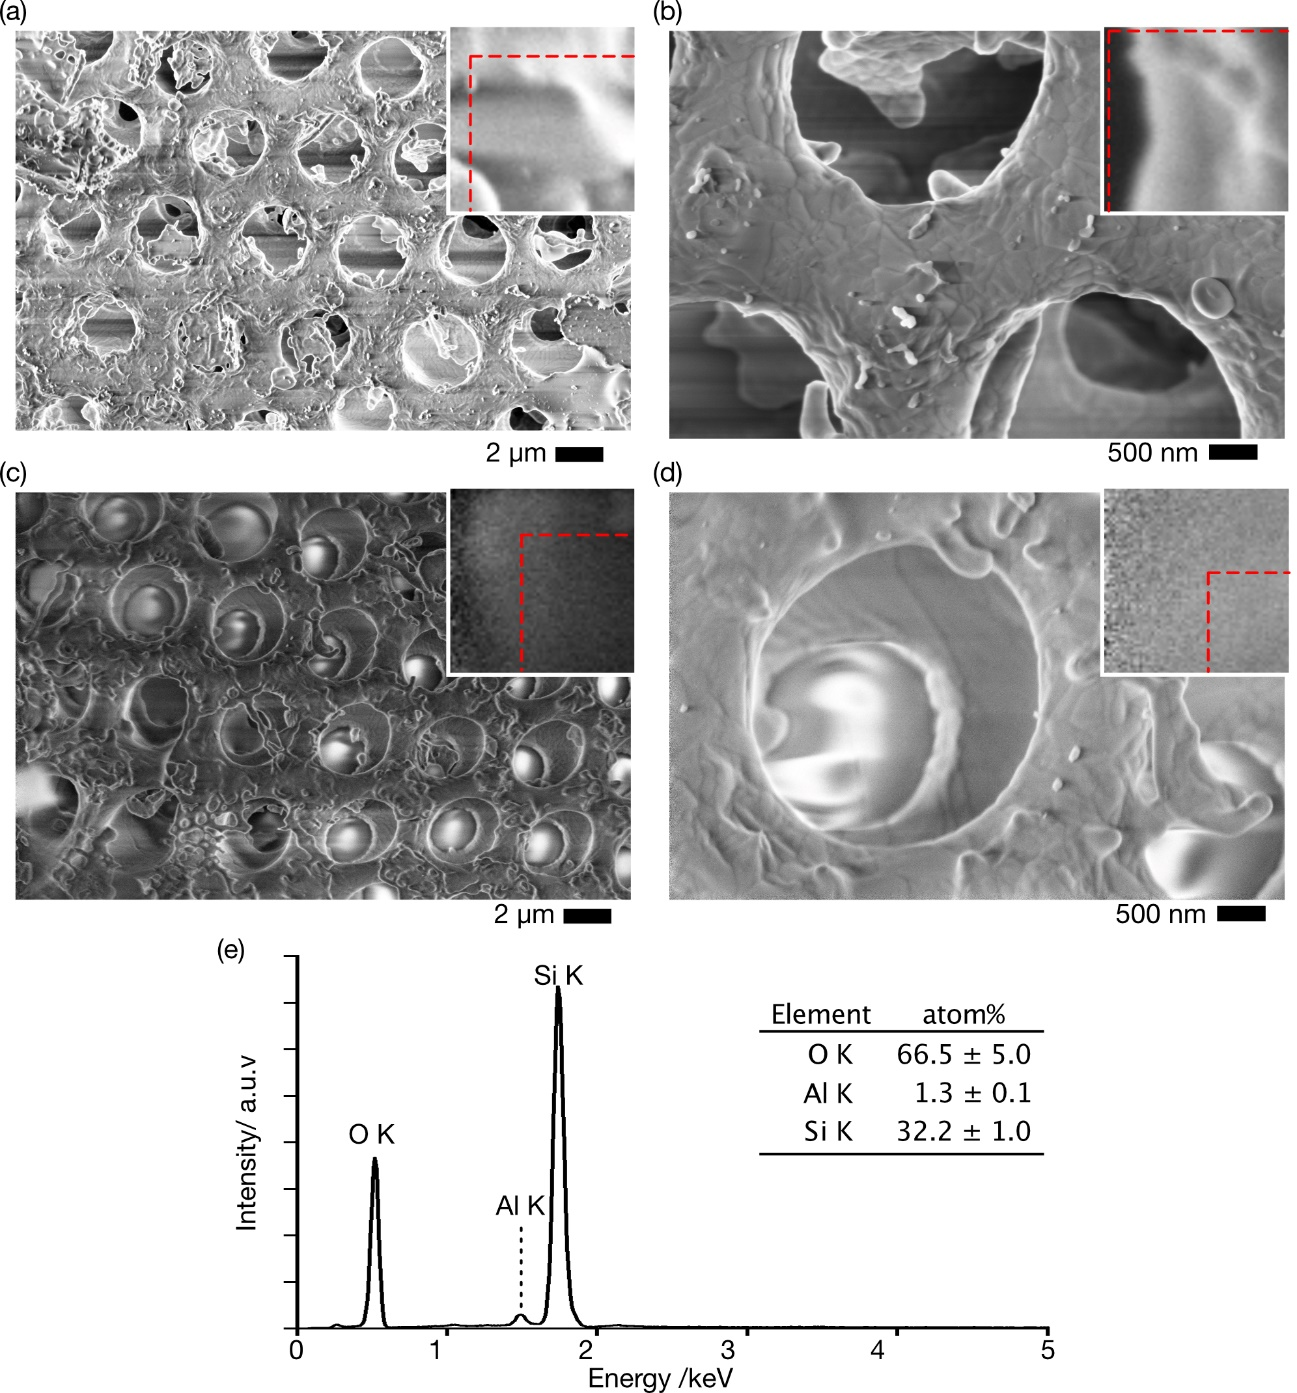 (a)
(b)
2 µm
500 nm
(c)
(d)
2 µm
500 nm
(e)
Si K
O K
Al K
Element atom%
O K 66.5 ± 5.0
Al K 1.3 ± 0.1
Si K 32.2 ± 1.0
Intensity/ a.u.v
0 1 2 3 4 5
Energy /keV